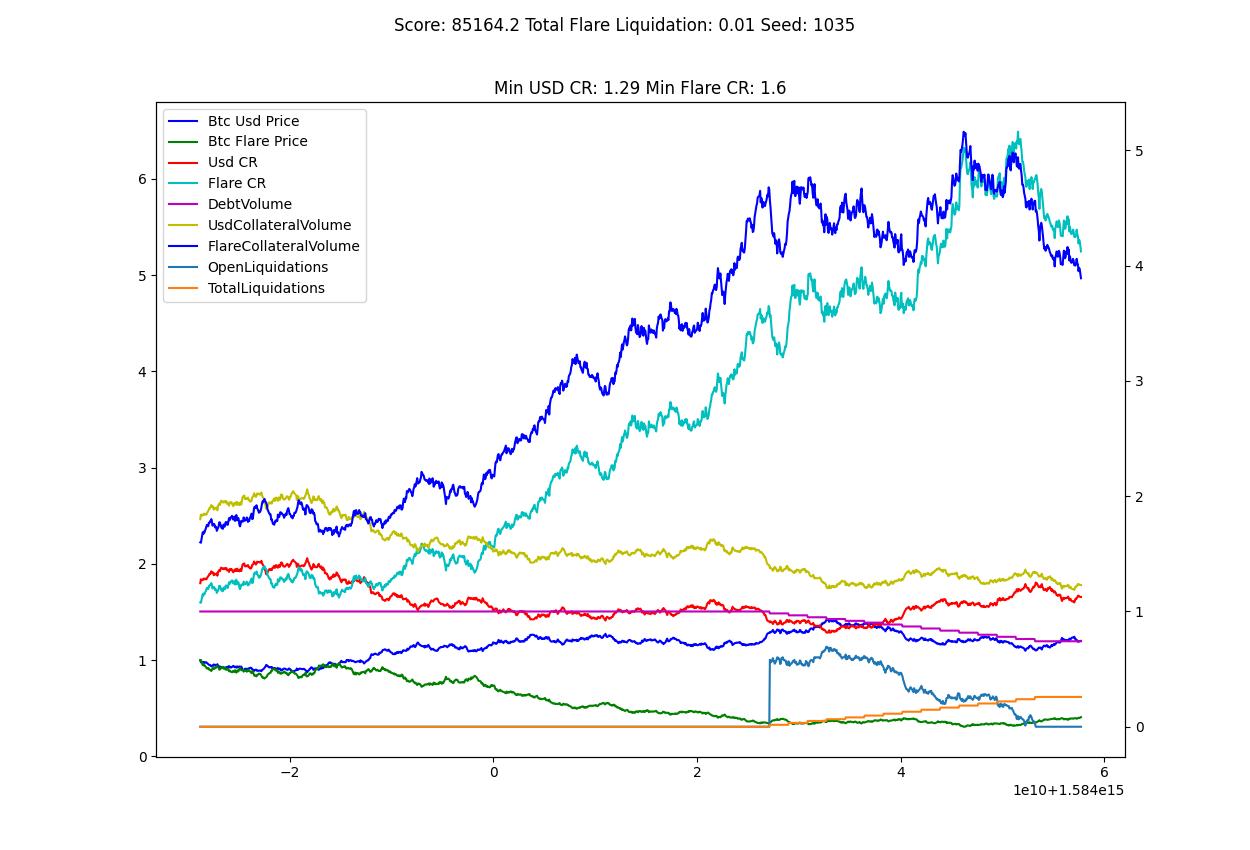 Score: 85164.2 Total Flare Liquidation: 0.01 Seed: 1035
Min USD CR: 1.29 Min Flare CR: 1.6
Btc Usd Price
Btc Flare Price
Usd CR
Flare CR
DebtVolume
UsdCollateralVolume
FlareCollateralVolume
OpenLiquidations
TotalLiquidations
6
5
4
3
2
1
0
5
4
3
2
1
0
−2
0
2
4
6
1e10+1.584e15